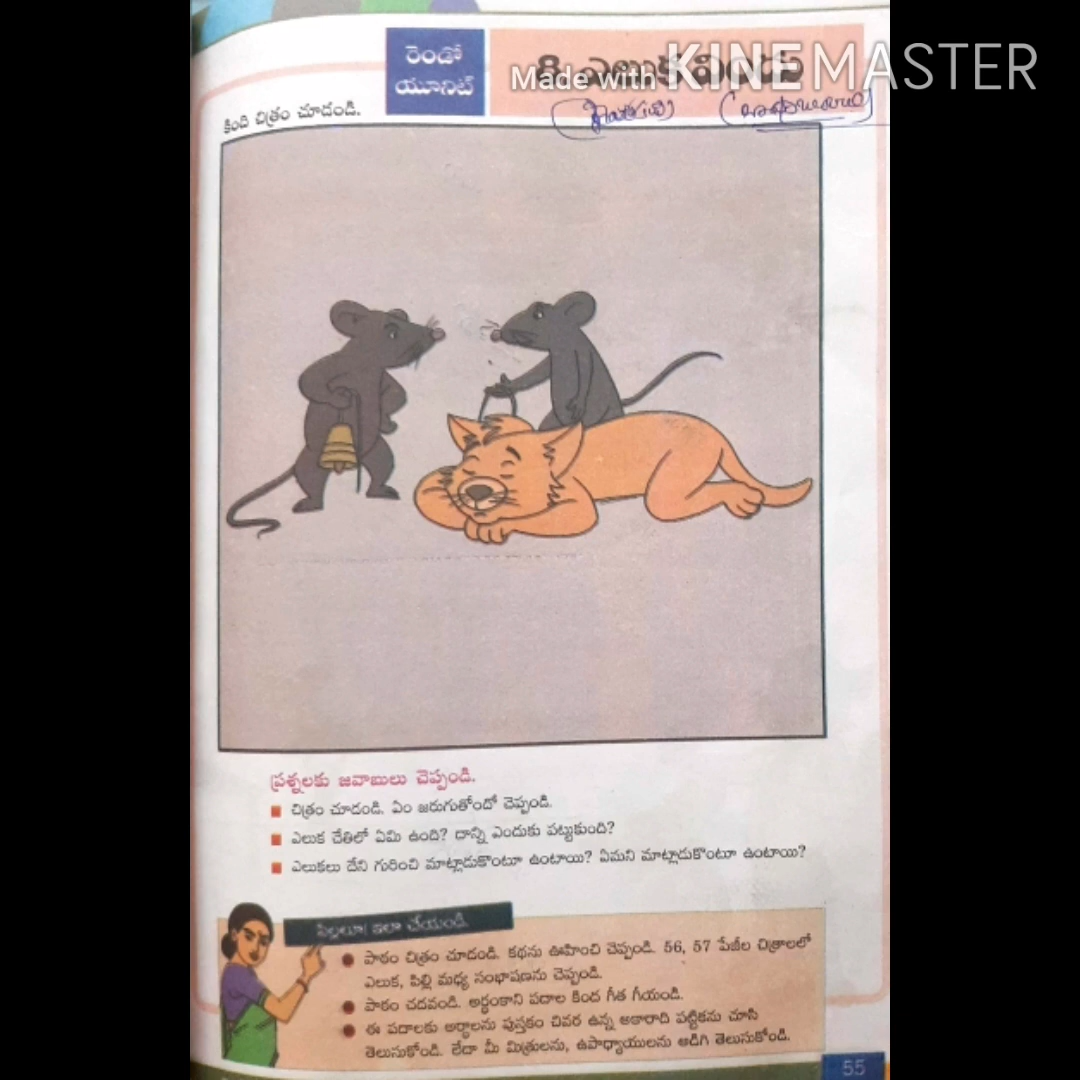 రెండో
యూనిట్
8. ఎలుక విందు
Made with KINEMASTER
కింది చిత్రం చూడండి.
ప్రశ్నలకు జవాబులు చెప్పండి.
చిత్రం చూడండి. ఏం జరుగుతోందో చెప్పండి.
ఎలుక చేతిలో ఏమి ఉంది? దాన్ని ఎందుకు పట్టుకుంది?
ఎలుకలు దేని గురించి మాట్లాడుకొంటూ ఉంటాయి? ఏమని మాట్లాడుకొంటూ ఉంటాయి?
పిల్లలూ! ఇలా చేయండి.
పాఠం చిత్రం చూడండి. కథను ఊహించి చెప్పండి. 56, 57 పేజీల చిత్రాలలో
ఎలుక, పిల్లి మధ్య సంభాషణను చెప్పండి.
పాఠం చదవండి. అర్థంకాని పదాల కింద గీత గీయండి.
ఈ పదాలకు అర్థాలను పుస్తకం చివర ఉన్న అకారాది పట్టికను చూసి
తెలుసుకోండి. లేదా మీ మిత్రులను, ఉపాధ్యాయులను అడిగి తెలుసుకోండి.
55